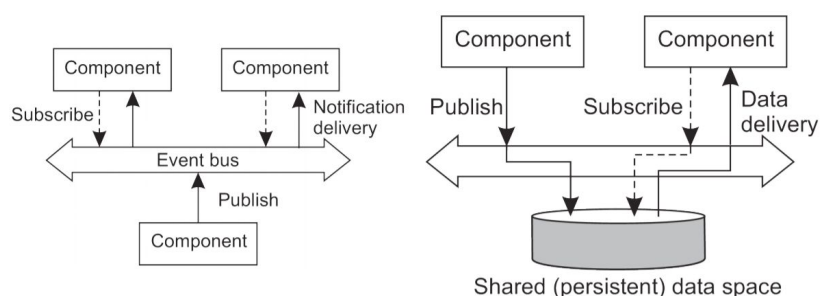 Component
Component
Subscribe
Notification
delivery
Event bus
Publish
Component
Component
Component
Publish
Subscribe
Data
delivery
Shared (persistent) data space